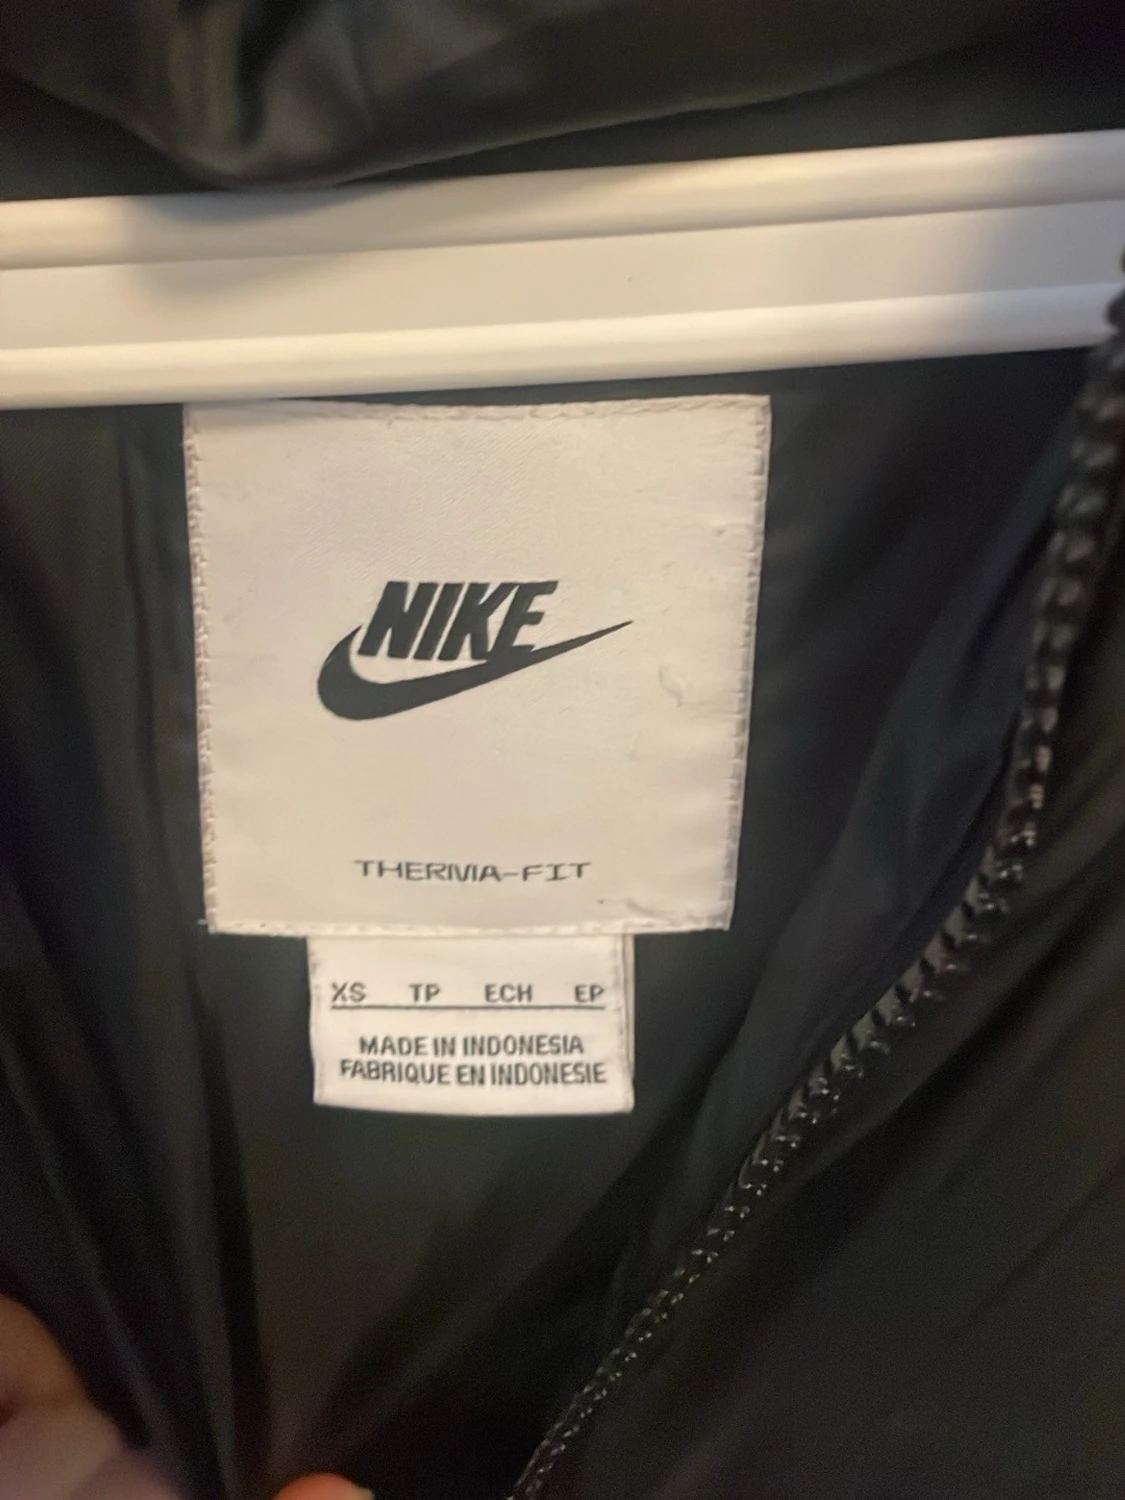 NIKE
THERMA-FIT
XS TP ECH EP
MADE IN INDONESIA
FABRIQUE EN INDONESIE